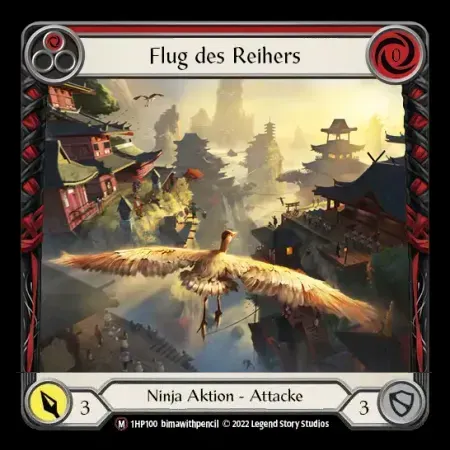 Flug des Reihers
0
Ninja Aktion - Attacke
3
3
M 1HP100 bimawithpencil © 2022 Legend Story Studios